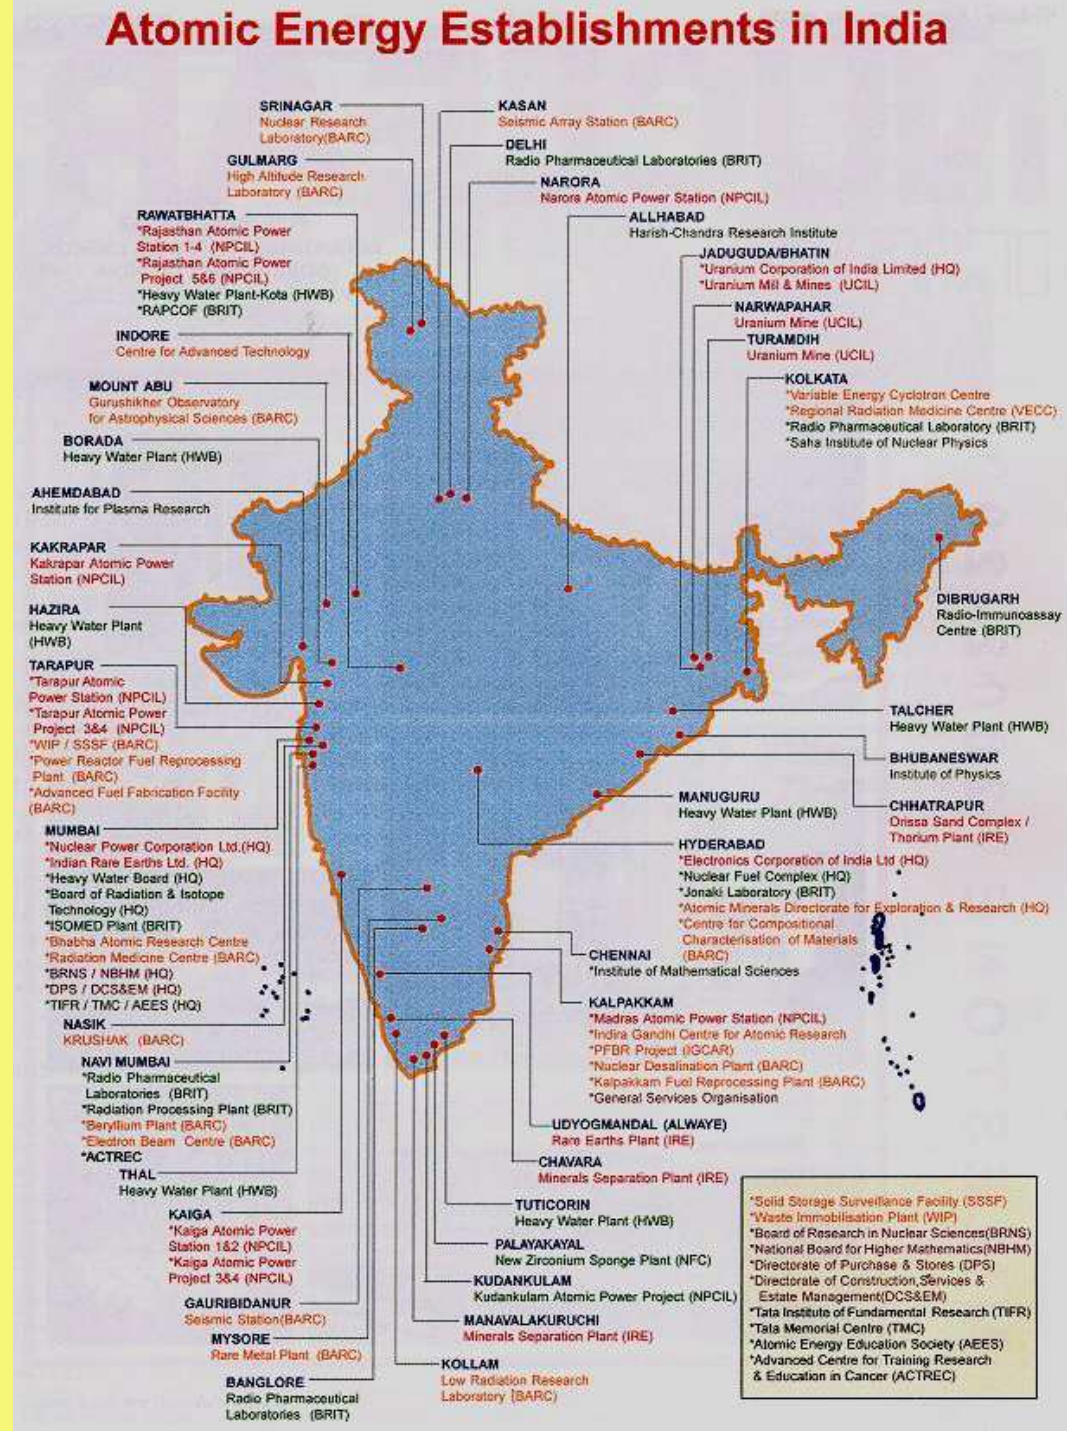 Atomic Energy Establishments in India
SRINAGAR
Nuclear Research
Laboratory(BARC)
GULMARG
High Altitude Research
Laboratory (BARC)
RAWATBHATTA
*Rajasthan Atomic Power
Station 1-4 (NPCIL)
*Rajasthan Atomic Power
Project 5&6 (NPCIL)
*Heavy Water Plant-Kota (HWB)
*RAPCOF (BRIT)
INDORE
Centre for Advanced Technology
MOUNT ABU
Gurushikher Observatory
for Astrophysical Sciences (BARC)
BORADA
Heavy Water Plant (HWB)
AHEMDABAD
Institute for Plasma Research
KAKRAPAR
Kakrapar Atomic Power
Station (NPCIL)
HAZIRA
Heavy Water Plant
(HWB)
TARAPUR
*Tarapur Atomic
Power Station (NPCIL)
*Tarapur Atomic Power
Project 3&4 (NPCIL)
*WIP / SSSF (BARC)
*Power Reactor Fuel Reprocessing
Plant (BARC)
*Advanced Fuel Fabrication Facility
(BARC)
MUMBAI
*Nuclear Power Corporation Ltd.(HQ)
*Indian Rare Earths Ltd. (HQ)
*Heavy Water Board (HQ)
*Board of Radiation & Isotope
Technology (HQ)
*ISOMED Plant (BRIT)
*Bhabha Atomic Research Centre
*Radiation Medicine Centre (BARC)
*BRNS / NBHM (HQ)
*DPS / DCS&EM (HQ)
*TIFR / TMC / AEES (HQ)
NASIK
KRUSHAK (BARC)
NAVI MUMBAI
*Radio Pharmaceutical
Laboratories (BRIT)
*Radiation Processing Plant (BRIT)
*Beryllium Plant (BARC)
*Electron Beam Centre (BARC)
*ACTREC
THAL
Heavy Water Plant (HWB)
KAIGA
*Kaiga Atomic Power
Station 1&2 (NPCIL)
*Kaiga Atomic Power
Project 3&4 (NPCIL)
GAURIBIDANUR
Seismic Station(BARC)
MYSORE
Rare Metal Plant (BARC)
BANGLORE
Radio Pharmaceutical
Laboratories (BRIT)
KASAN
Seismic Array Station (BARC)
DELHI
Radio Pharmaceutical Laboratories (BRIT)
NARORA
Narora Atomic Power Station (NPCIL)
ALLHABAD
Harish-Chandra Research Institute
JADUGUDA/BHATIN
*Uranium Corporation of India Limited (HQ)
*Uranium Mill & Mines (UCIL)
NARWAPAHAR
Uranium Mine (UCIL)
TURAMDIH
Uranium Mine (UCIL)
KOLKATA
*Variable Energy Cyclotron Centre
*Regional Radiation Medicine Centre (VECC)
*Radio Pharmaceutical Laboratory (BRIT)
*Saha Institute of Nuclear Physics
DIBRUGARH
Radio-Immunoassay
Centre (BRIT)
TALCHER
Heavy Water Plant (HWB)
BHUBANESWAR
Institute of Physics
CHHATRAPUR
Orissa Sand Complex /
Thorium Plant (IRE)
MANUGURU
Heavy Water Plant (HWB)
HYDERABAD
*Electronics Corporation of India Ltd (HQ)
*Nuclear Fuel Complex (HQ)
*Jonaki Laboratory (BRIT)
*Atomic Minerals Directorate for Exploration & Research (HQ)
*Centre for Compositional
Characterisation of Materials
(BARC)
CHENNAI
*Institute of Mathematical Sciences
KALPAKKAM
*Madras Atomic Power Station (NPCIL)
*Indira Gandhi Centre for Atomic Research
*PFBR Project (IGCAR)
*Nuclear Desalination Plant (BARC)
*Kalpakkam Fuel Reprocessing Plant (BARC)
*General Services Organisation
UDYOGMANDAL (ALWAYE)
Rare Earths Plant (IRE)
CHAVARA
Minerals Separation Plant (IRE)
TUTICORIN
Heavy Water Plant (HWB)
PALAYAKAYAL
New Zirconium Sponge Plant (NFC)
KUDANKULAM
Kudankulam Atomic Power Project (NPCIL)
MANAVALAKURUCHI
Minerals Separation Plant (IRE)
KOLLAM
Low Radiation Research
Laboratory (BARC)
*Solid Storage Surveillance Facility (SSSF)
*Waste Immobilisation Plant (WIP)
*Board of Research in Nuclear Sciences(BRNS)
*National Board for Higher Mathematics(NBHM)
*Directorate of Purchase & Stores (DPS)
*Directorate of Construction,Services &
Estate Management(DCS&EM)
*Tata Institute of Fundamental Research (TIFR)
*Tata Memorial Centre (TMC)
*Atomic Energy Education Society (AEES)
*Advanced Centre for Training Research
& Education in Cancer (ACTREC)